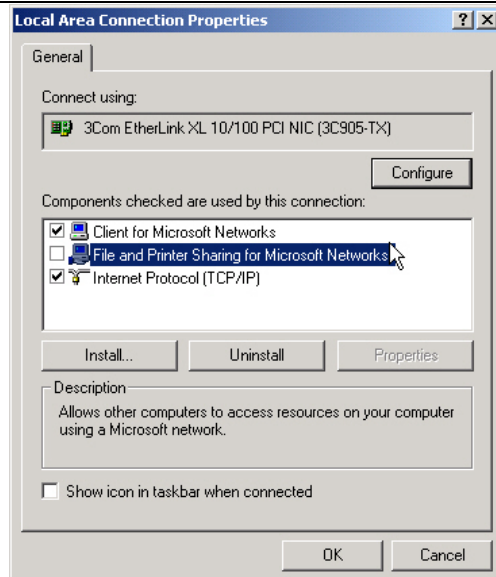 Local Area Connection Properties
General
Connect using:
3Com EtherLink XL 10/100 PCI NIC (3C905-TX)
Configure
Components checked are used by this connection:
Client for Microsoft Networks
File and Printer Sharing for Microsoft Networks
Internet Protocol (TCP/IP)
Install... Uninstall Properties
Description
Allows other computers to access resources on your computer
using a Microsoft network.
Show icon in taskbar when connected
OK Cancel